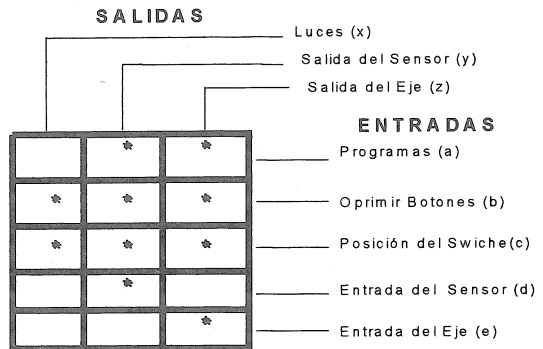 SALIDAS
Luces (x)
Salida del Sensor (y)
Salida del Eje (z)
ENTRADAS
Programas (a)
Oprimir Botones (b)
Posición del Swiche(c)
Entrada del Sensor (d)
Entrada del Eje (e)